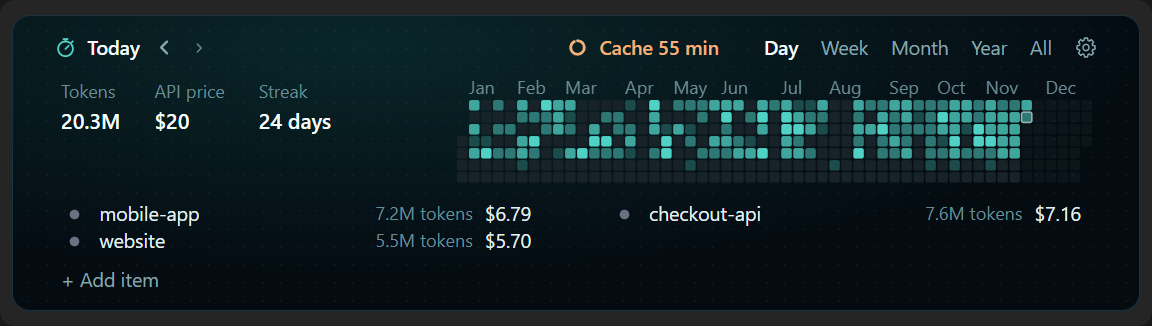 Today
Cache 55 min
Day Week Month Year All
Tokens API price Streak
20.3M $20 24 days
Jan Feb Mar Apr May Jun Jul Aug Sep Oct Nov Dec
mobile-app 7.2M tokens $6.79
checkout-api 7.6M tokens $7.16
website 5.5M tokens $5.70
+ Add item